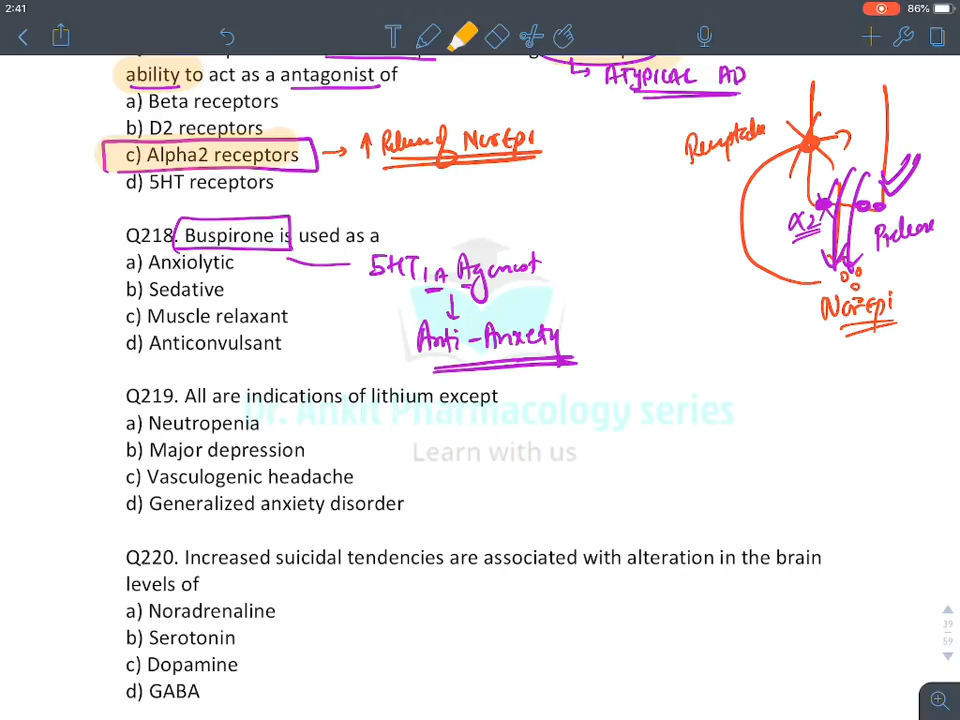 2:41
86%
ability to act as a antagonist of
ATYPICAL AD
a) Beta receptors
b) D2 receptors
c) Alpha2 receptors
↑ Release of NorEpi
d) 5HT receptors
α2
NorEpi
Q218. Buspirone is used as a
a) Anxiolytic
5HT1A Agonist
b) Sedative
c) Muscle relaxant
Anti-Anxiety
d) Anticonvulsant
Q219. All are indications of lithium except
Dr. Ankit Pharmacology series
a) Neutropenia
b) Major depression
Learn with us
c) Vasculogenic headache
d) Generalized anxiety disorder
Q220. Increased suicidal tendencies are associated with alteration in the brain
levels of
a) Noradrenaline
b) Serotonin
c) Dopamine
d) GABA
39
59